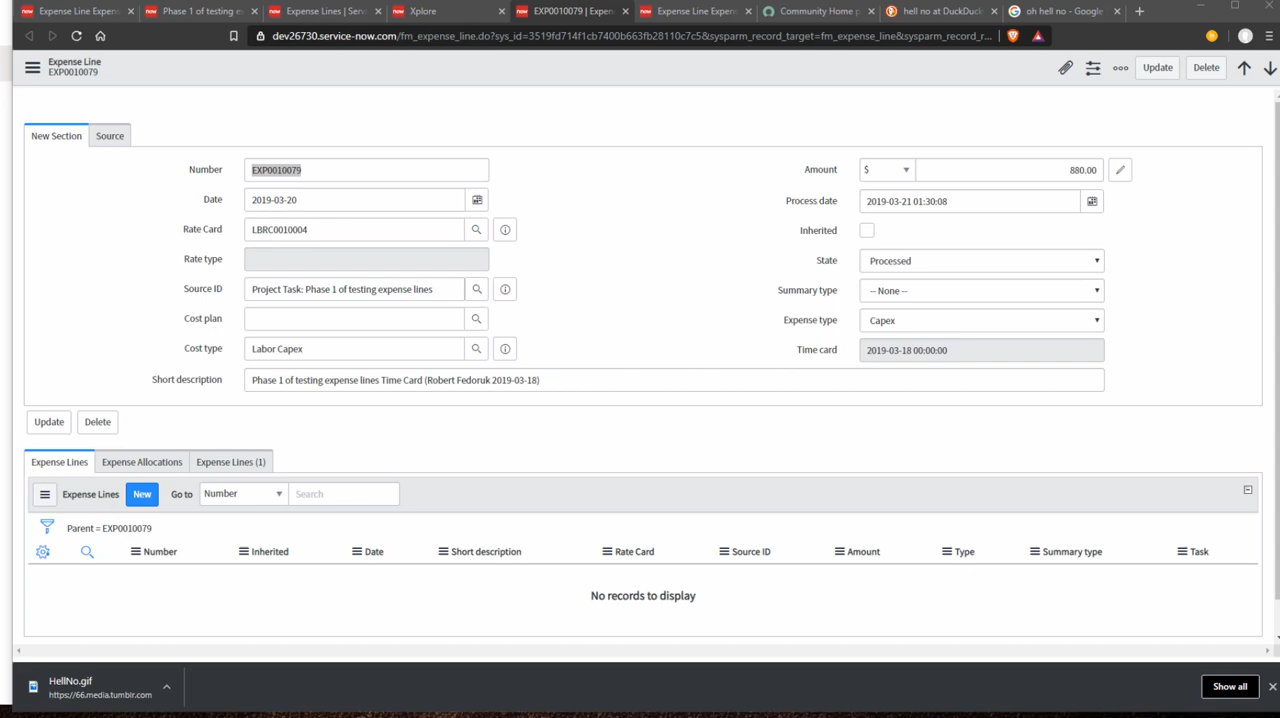 Expense Line Expens
Phase 1 of testing ex
Expense Lines | Serv
Xplore
EXP0010079 | Expen
Expense Line Expens
Community Home p
hell no at DuckDuck
oh hell no - Google
dev26730.service-now.com/fm_expense_line.do?sys_id=3519fd714f1cb7400b663fb28110c7c5&sysparm_record_target=fm_expense_line&sysparm_record_r...
Expense Line
EXP0010079
Update
Delete
New Section
Source
Number
EXP0010079
Amount
$
880.00
Date
2019-03-20
Process date
2019-03-21 01:30:08
Rate Card
LBRC0010004
Inherited
Rate type
State
Processed
Source ID
Project Task: Phase 1 of testing expense lines
Summary type
-- None --
Cost plan
Expense type
Capex
Cost type
Labor Capex
Time card
2019-03-18 00:00:00
Short description
Phase 1 of testing expense lines Time Card (Robert Fedoruk 2019-03-18)
Update
Delete
Expense Lines
Expense Allocations
Expense Lines (1)
Expense Lines
New
Go to
Number
Search
Parent = EXP0010079
Number
Inherited
Date
Short description
Rate Card
Source ID
Amount
Type
Summary type
Task
No records to display
HellNo.gif
https://66.media.tumblr.com
Show all